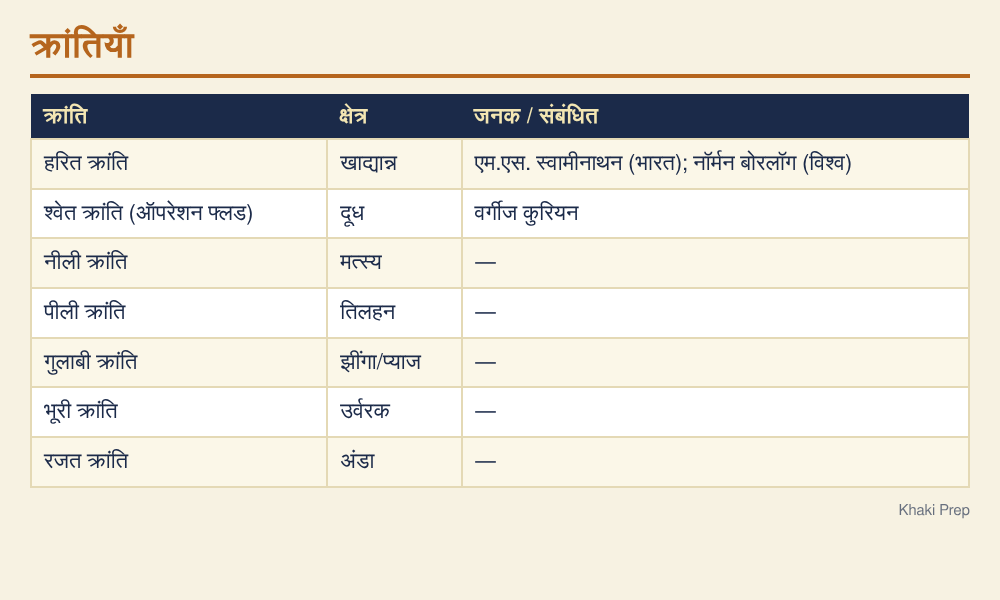 क्रांतियाँ
क्रांति क्षेत्र जनक / संबंधित
हरित क्रांति खाद्यान्न एम.एस. स्वामीनाथन (भारत); नॉर्मन बोरलॉग (विश्व)
श्वेत क्रांति (ऑपरेशन फ्लड) दूध वर्गीज कुरियन
नीली क्रांति मत्स्य —
पीली क्रांति तिलहन —
गुलाबी क्रांति झींगा/प्याज —
भूरी क्रांति उर्वरक —
रजत क्रांति अंडा —
Khaki Prep